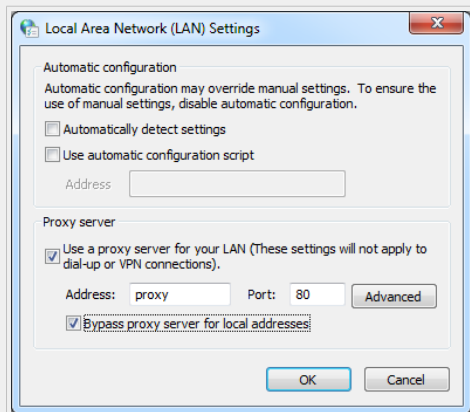 Local Area Network (LAN) Settings
Automatic configuration
Automatic configuration may override manual settings. To ensure the
use of manual settings, disable automatic configuration.
Automatically detect settings
Use automatic configuration script
Address
Proxy server
Use a proxy server for your LAN (These settings will not apply to
dial-up or VPN connections).
Address: proxy Port: 80 Advanced
Bypass proxy server for local addresses
OK Cancel